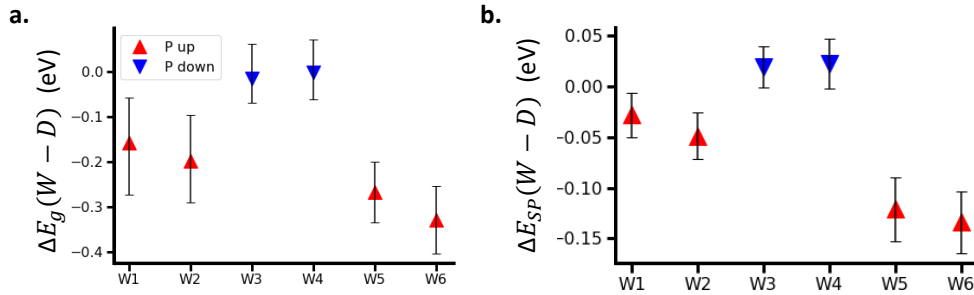 a.
ΔE_g(W − D) (eV)
P up
P down
0.0
−0.1
−0.2
−0.3
−0.4
W1 W2 W3 W4 W5 W6
b.
ΔE_SP(W − D) (eV)
0.05
0.00
−0.05
−0.10
−0.15
W1 W2 W3 W4 W5 W6